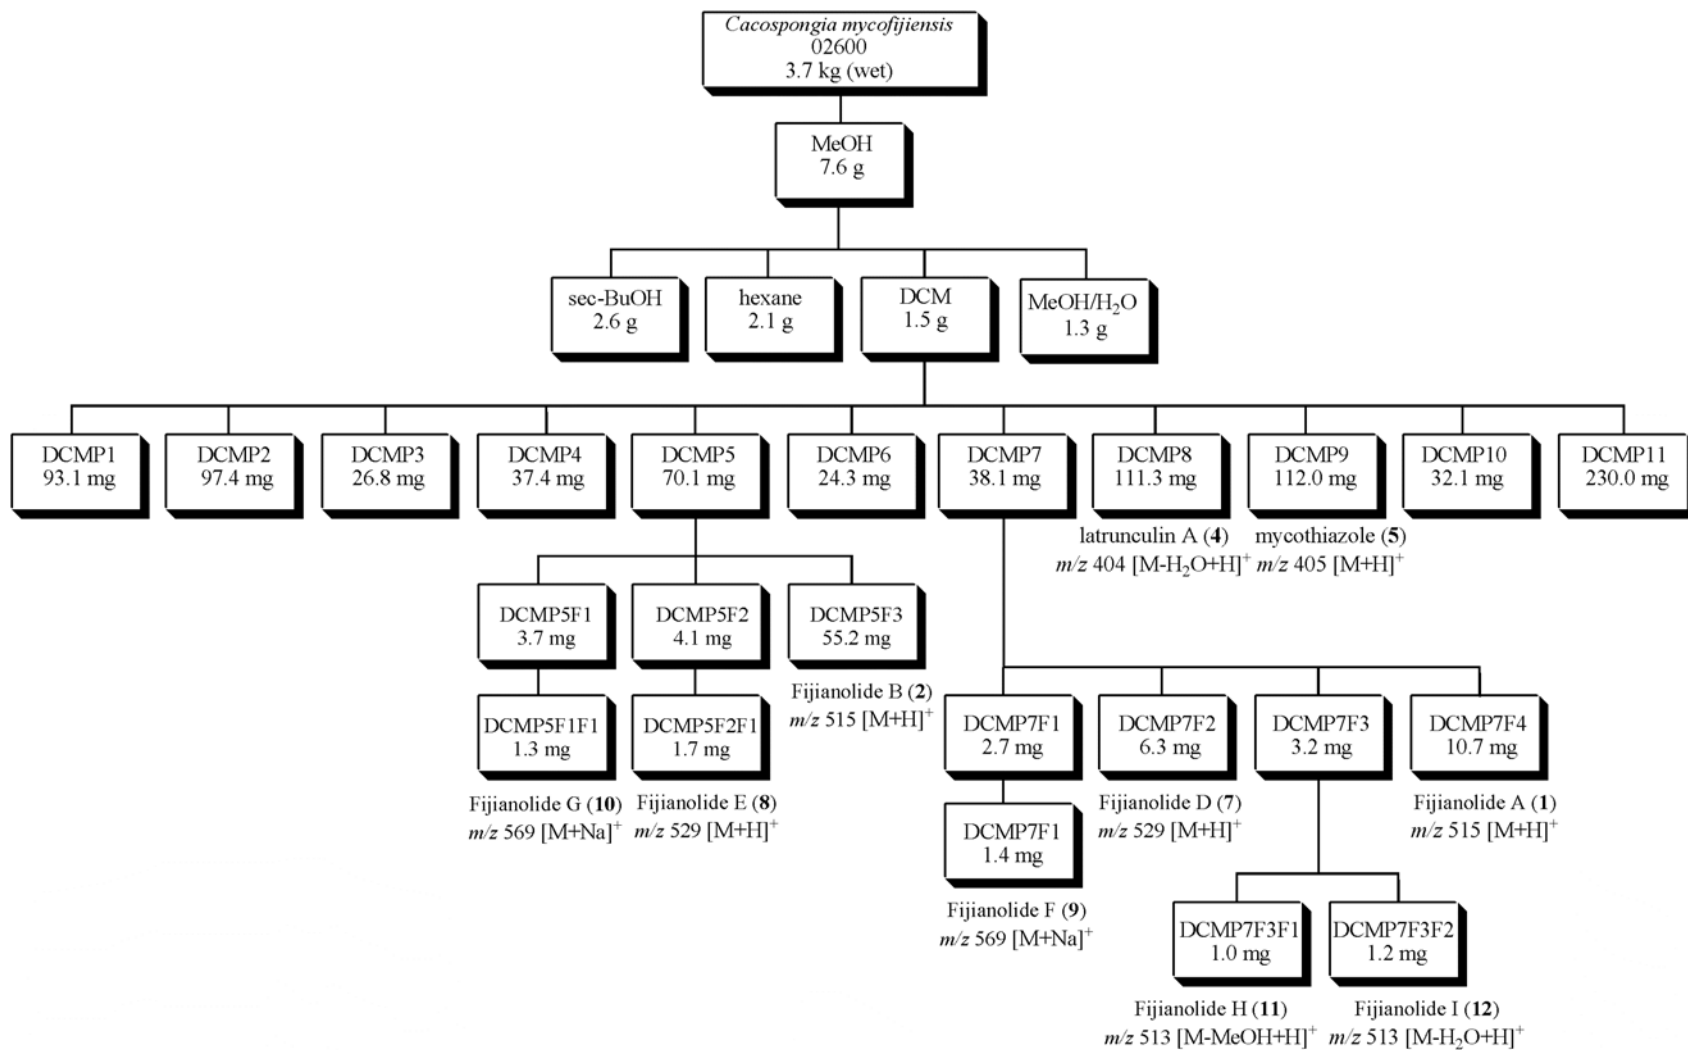 Cacospongia mycofijiensis
02600
3.7 kg (wet)
MeOH
7.6 g
sec-BuOH
2.6 g
hexane
2.1 g
DCM
1.5 g
MeOH/H₂O
1.3 g
DCMP1
93.1 mg
DCMP2
97.4 mg
DCMP3
26.8 mg
DCMP4
37.4 mg
DCMP5
70.1 mg
DCMP6
24.3 mg
DCMP7
38.1 mg
DCMP8
111.3 mg
DCMP9
112.0 mg
DCMP10
32.1 mg
DCMP11
230.0 mg
latrunculin A (4)
m/z 404 [M-H₂O+H]⁺
mycothiazole (5)
m/z 405 [M+H]⁺
DCMP5F1
3.7 mg
DCMP5F2
4.1 mg
DCMP5F3
55.2 mg
Fijianolide B (2)
m/z 515 [M+H]⁺
DCMP5F1F1
1.3 mg
DCMP5F2F1
1.7 mg
Fijianolide G (10)
m/z 569 [M+Na]⁺
Fijianolide E (8)
m/z 529 [M+H]⁺
DCMP7F1
2.7 mg
DCMP7F2
6.3 mg
DCMP7F3
3.2 mg
DCMP7F4
10.7 mg
Fijianolide D (7)
m/z 529 [M+H]⁺
Fijianolide A (1)
m/z 515 [M+H]⁺
DCMP7F1
1.4 mg
Fijianolide F (9)
m/z 569 [M+Na]⁺
DCMP7F3F1
1.0 mg
DCMP7F3F2
1.2 mg
Fijianolide H (11)
m/z 513 [M-MeOH+H]⁺
Fijianolide I (12)
m/z 513 [M-H₂O+H]⁺